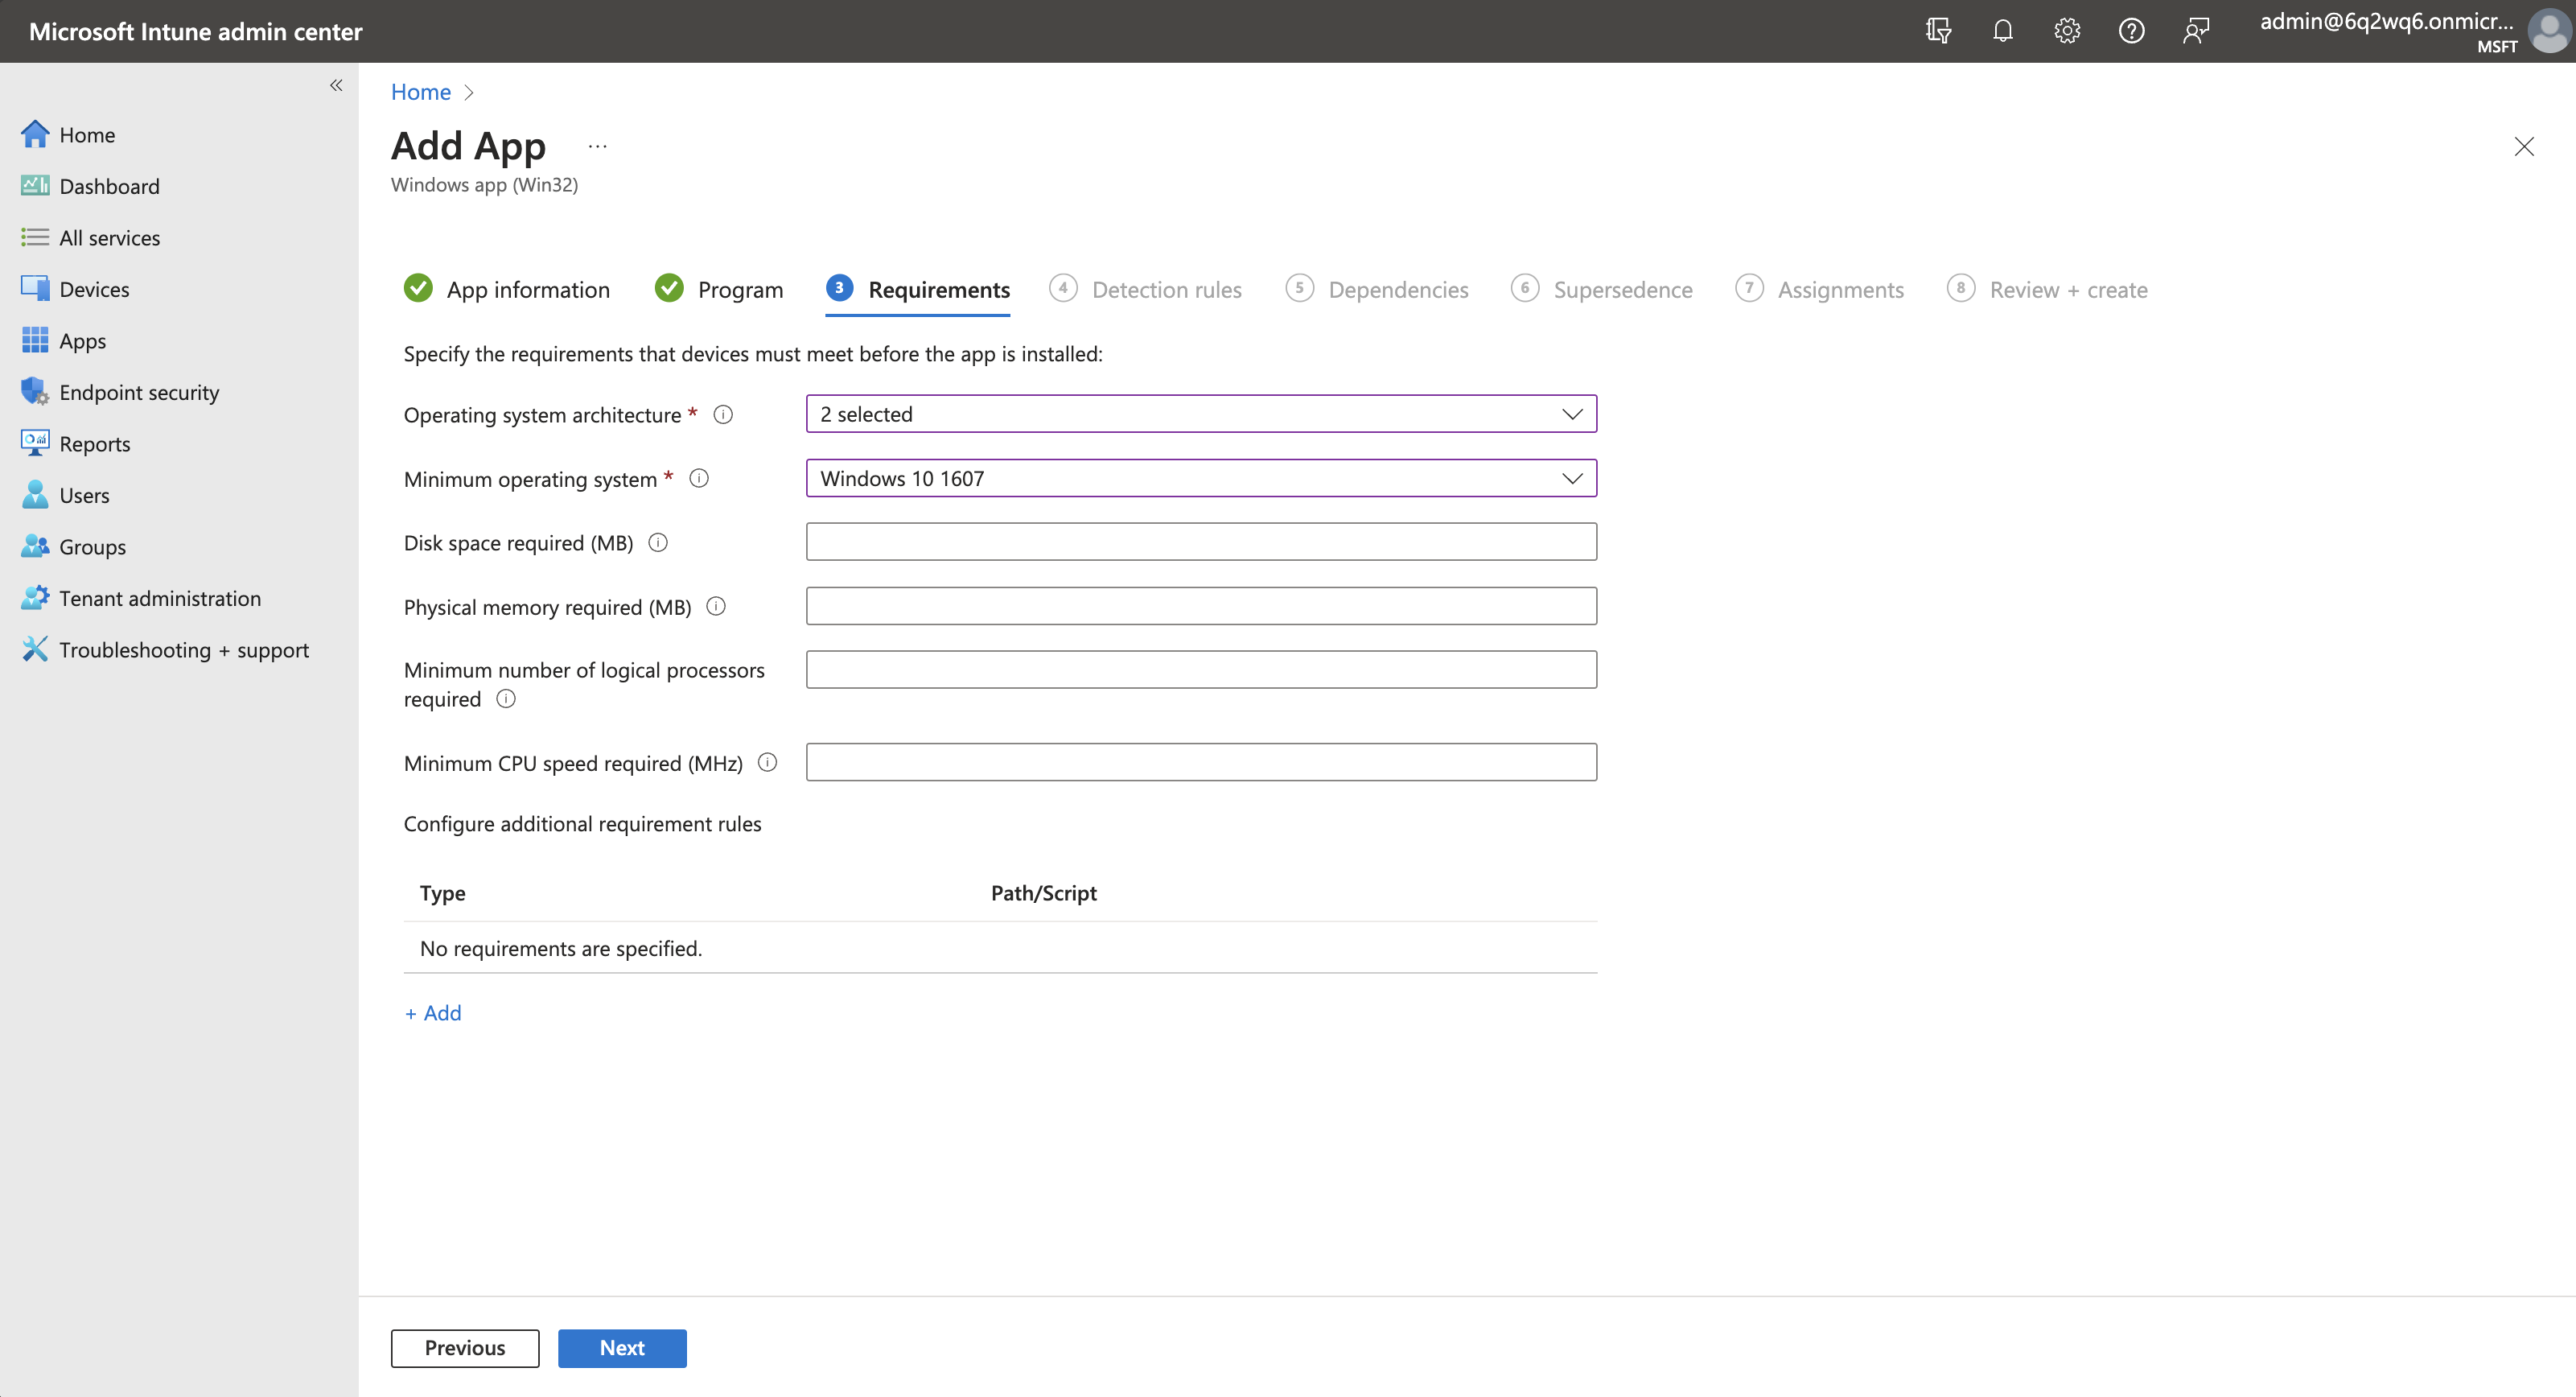 Microsoft Intune admin center
admin@6q2wq6.onmicr...
MSFT
Home
Dashboard
All services
Devices
Apps
Endpoint security
Reports
Users
Groups
Tenant administration
Troubleshooting + support
Home
Add App ...
Windows app (Win32)
App information
Program
3 Requirements
4 Detection rules
5 Dependencies
6 Supersedence
7 Assignments
8 Review + create
Specify the requirements that devices must meet before the app is installed:
Operating system architecture *
2 selected
Minimum operating system *
Windows 10 1607
Disk space required (MB)
Physical memory required (MB)
Minimum number of logical processors
required
Minimum CPU speed required (MHz)
Configure additional requirement rules
Type Path/Script
No requirements are specified.
+ Add
Previous Next